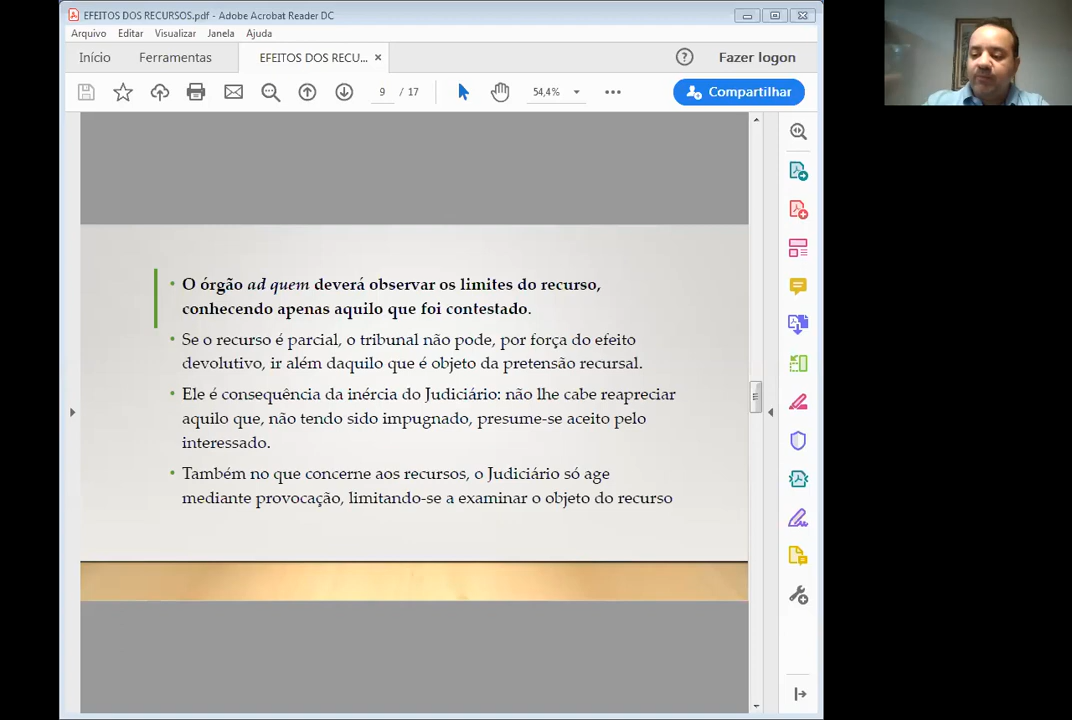 EFEITOS DOS RECURSOS.pdf - Adobe Acrobat Reader DC
Arquivo Editar Visualizar Janela Ajuda
Início Ferramentas EFEITOS DOS RECU... × Fazer logon
9 / 17 54,4% Compartilhar
• O órgão ad quem deverá observar os limites do recurso,
conhecendo apenas aquilo que foi contestado.
• Se o recurso é parcial, o tribunal não pode, por força do efeito
devolutivo, ir além daquilo que é objeto da pretensão recursal.
• Ele é consequência da inércia do Judiciário: não lhe cabe reapreciar
aquilo que, não tendo sido impugnado, presume-se aceito pelo
interessado.
• Também no que concerne aos recursos, o Judiciário só age
mediante provocação, limitando-se a examinar o objeto do recurso